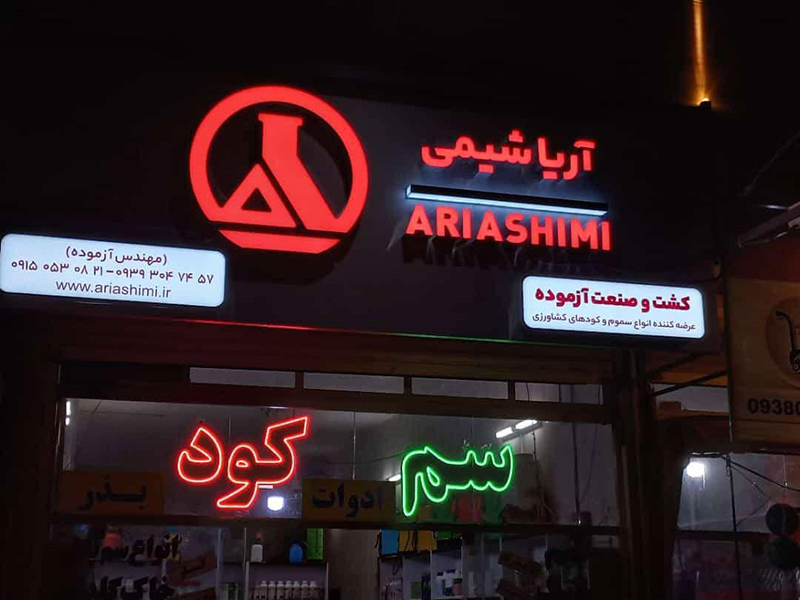 آریا شیمی
ARIASHIMI
(مهندس آزموده)
۰۹۱۵ ۰۵۳ ۰۸ ۲۱ - ۰۹۳۹ ۳۰۴ ۷۴ ۵۷
www.ariashimi.ir
کشت و صنعت آزموده
عرضه کننده انواع سموم و کودهای کشاورزی
0938
سم
کود
ادوات
بذر
انواع